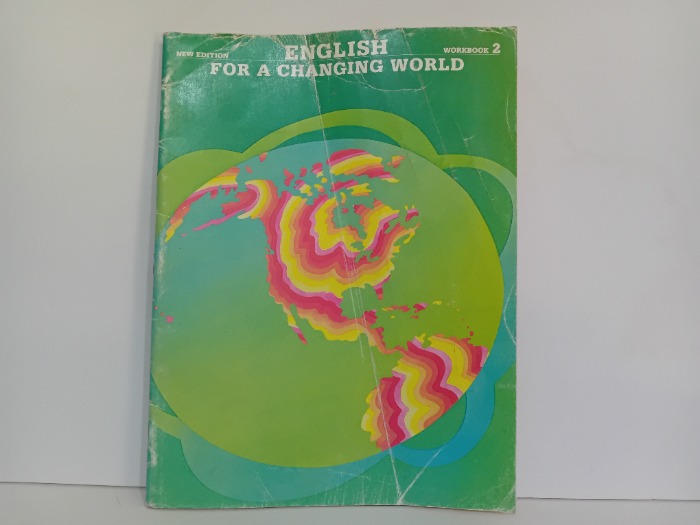 NEW EDITION
ENGLISH
WORKBOOK 2
FOR A CHANGING WORLD